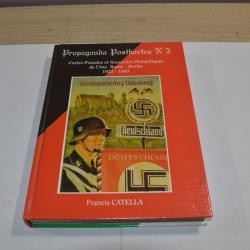 Propaganda Postkarten N°3
Cartes Postales et Souvenirs Philatéliques
de l'Axe Rome - Berlin
1922 - 1945
Reichsparteitag Nürnberg
Deutschland
DEUTSCHLAND
Francis CATELLA